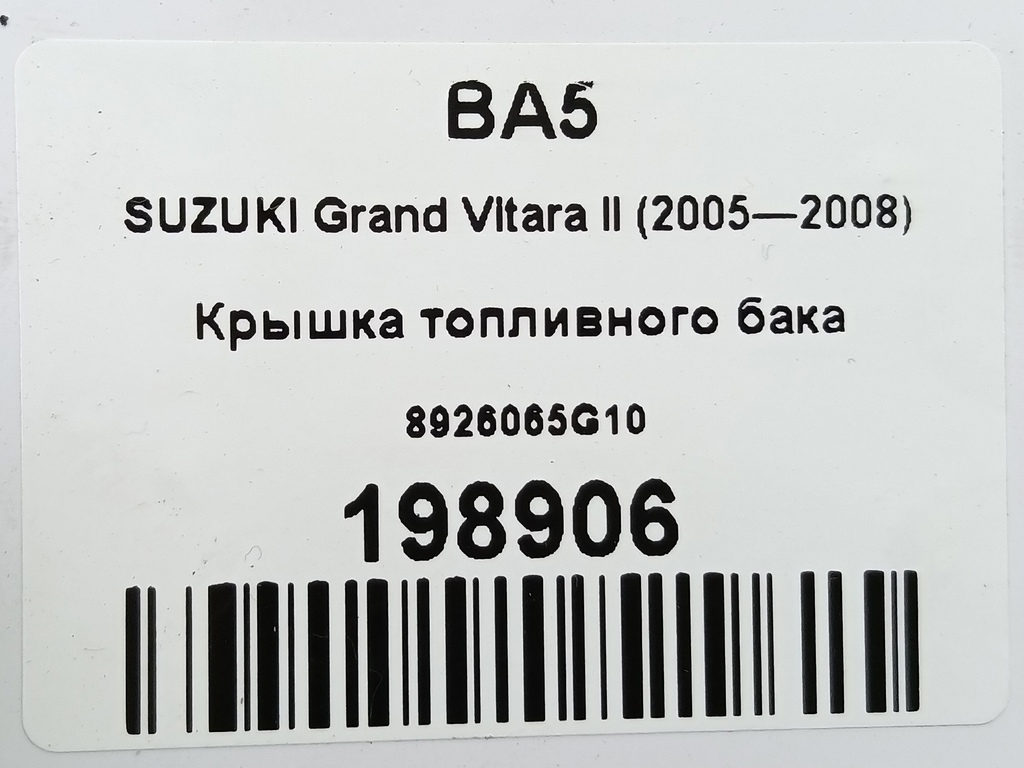 BA5
SUZUKI Grand Vitara II (2005—2008)
Крышка топливного бака
8926065G10
198906